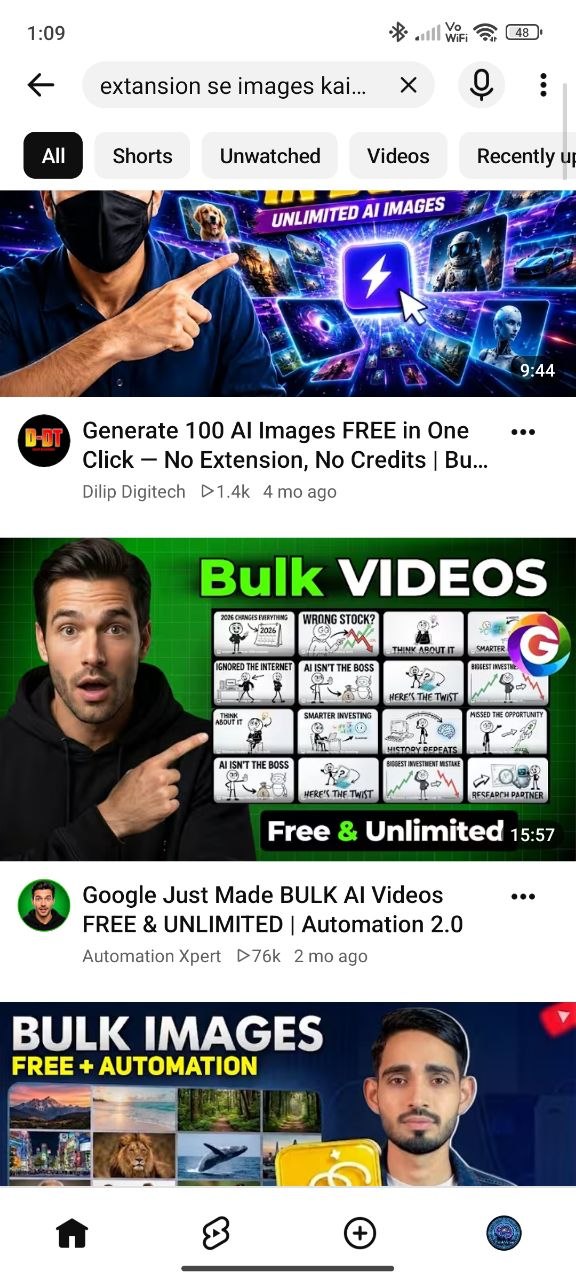 1:09
Vo
WiFi
48
extansion se images kai...
All
Shorts
Unwatched
Videos
Recently up
UNLIMITED AI IMAGES
9:44
D-DT
Generate 100 AI Images FREE in One
Click — No Extension, No Credits | Bu...
Dilip Digitech 1.4k 4 mo ago
Bulk VIDEOS
2026 CHANGES EVERYTHING
2026
WRONG STOCK?
THINK ABOUT IT
SMARTER
G
IGNORED THE INTERNET
AI ISN'T THE BOSS
HERE'S THE TWIST
BIGGEST INVESTME
THINK
ABOUT IT
SMARTER INVESTING
HISTORY REPEATS
MISSED THE OPPORTUNITY
AI ISN'T THE BOSS
HERE'S THE TWIST
BIGGEST INVESTMENT MISTAKE
RESEARCH PARTNER
Free & Unlimited
15:57
Google Just Made BULK AI Videos
FREE & UNLIMITED | Automation 2.0
Automation Xpert 76k 2 mo ago
BULK IMAGES
FREE + AUTOMATION